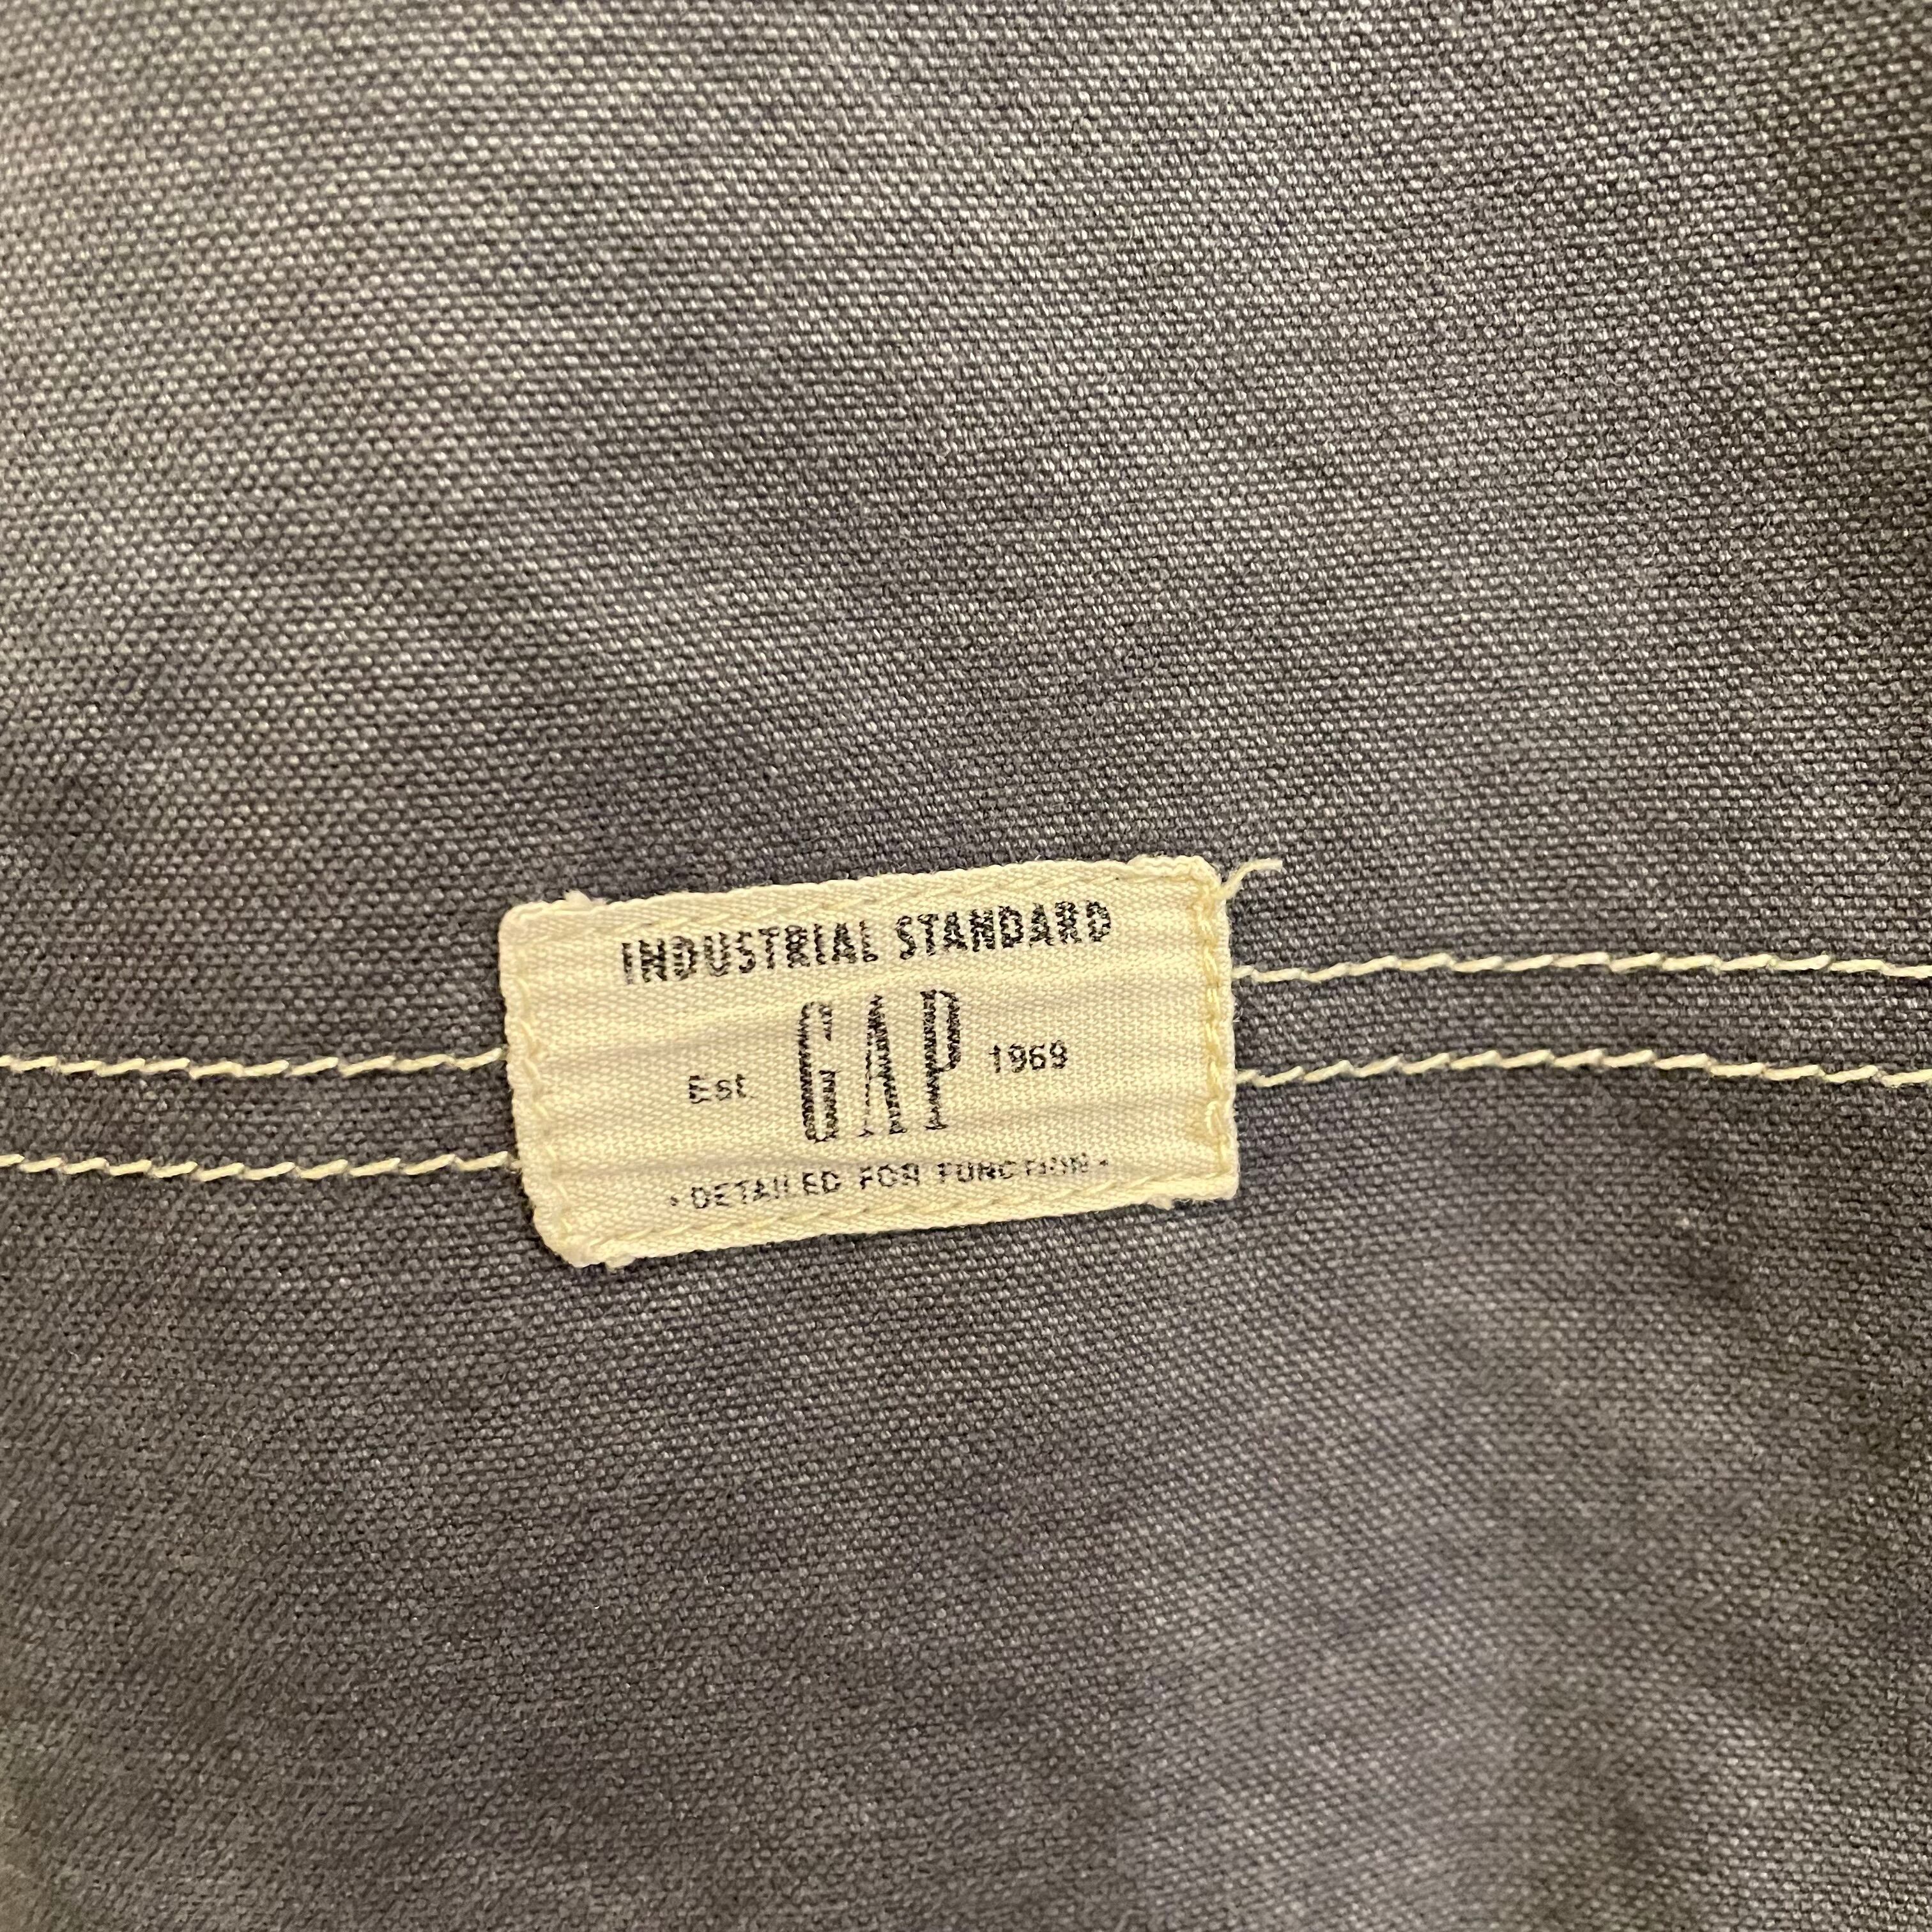 INDUSTRIAL STANDARD
Est GAP 1969
• DETAILED FOR FUNCTION •